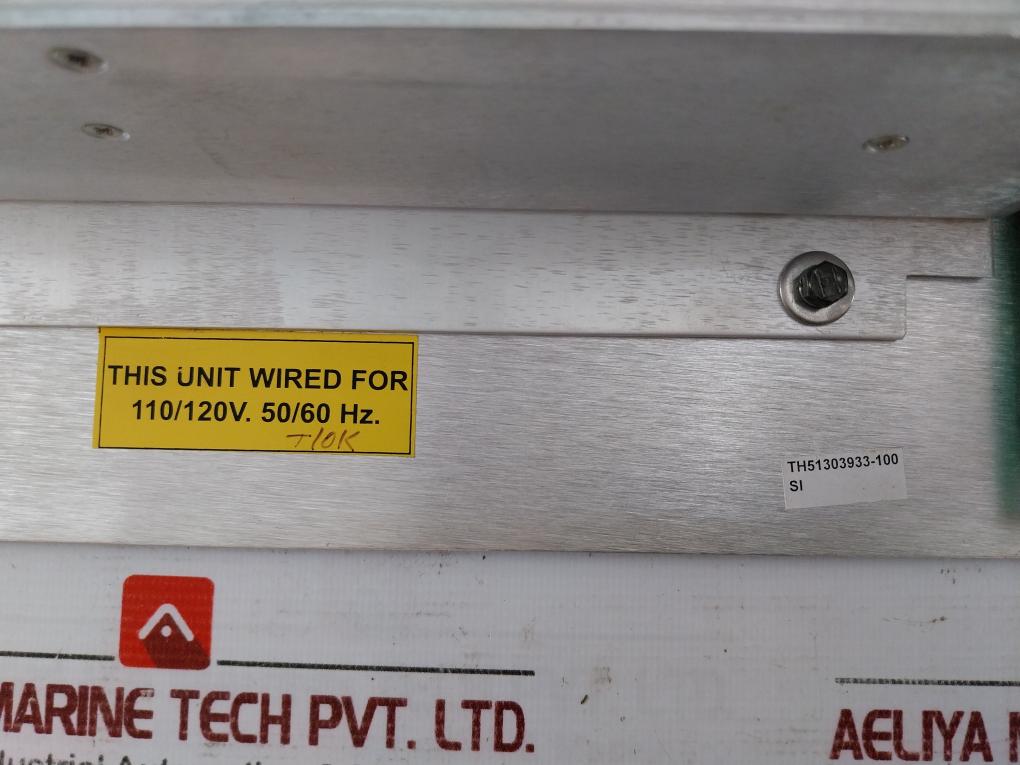 THIS UNIT WIRED FOR
110/120V. 50/60 Hz.
TH51303933-100
SI
MARINE TECH PVT. LTD.
AELIYA